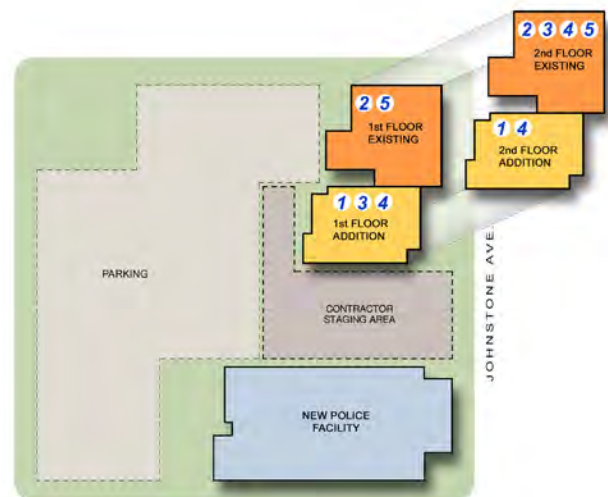 2 3 4 5
2nd FLOOR
EXISTING
2 5
1st FLOOR
EXISTING
1 4
2nd FLOOR
ADDITION
1 3 4
1st FLOOR
ADDITION
PARKING
CONTRACTOR
STAGING AREA
JOHNSTONE AVE.
NEW POLICE
FACILITY